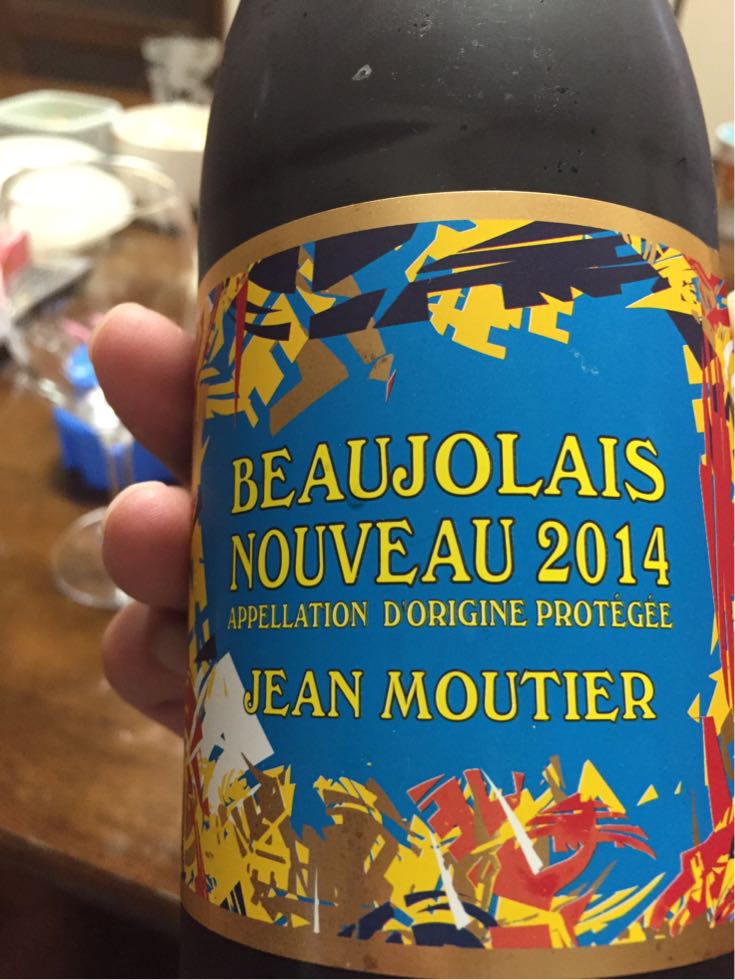 BEAUJOLAIS
NOUVEAU 2014
APPELLATION D'ORIGINE PROTÉGÉE
JEAN MOUTIER